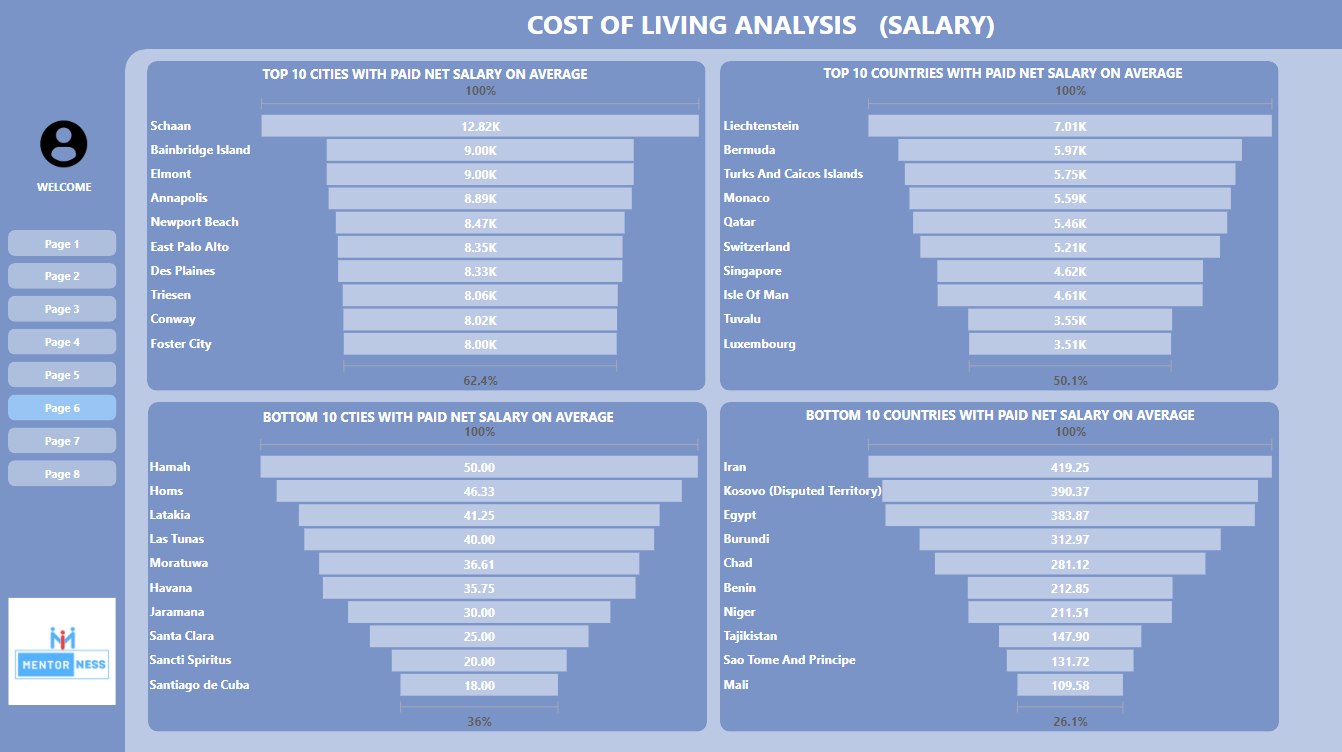 COST OF LIVING ANALYSIS (SALARY)
WELCOME
Page 1
Page 2
Page 3
Page 4
Page 5
Page 6
Page 7
Page 8
MENTOR NESS
TOP 10 CITIES WITH PAID NET SALARY ON AVERAGE
100%
Schaan 12.82K
Bainbridge Island 9.00K
Elmont 9.00K
Annapolis 8.89K
Newport Beach 8.47K
East Palo Alto 8.35K
Des Plaines 8.33K
Triesen 8.06K
Conway 8.02K
Foster City 8.00K
62.4%
TOP 10 COUNTRIES WITH PAID NET SALARY ON AVERAGE
100%
Liechtenstein 7.01K
Bermuda 5.97K
Turks And Caicos Islands 5.75K
Monaco 5.59K
Qatar 5.46K
Switzerland 5.21K
Singapore 4.62K
Isle Of Man 4.61K
Tuvalu 3.55K
Luxembourg 3.51K
50.1%
BOTTOM 10 CTIES WITH PAID NET SALARY ON AVERAGE
100%
Hamah 50.00
Homs 46.33
Latakia 41.25
Las Tunas 40.00
Moratuwa 36.61
Havana 35.75
Jaramana 30.00
Santa Clara 25.00
Sancti Spiritus 20.00
Santiago de Cuba 18.00
36%
BOTTOM 10 COUNTRIES WITH PAID NET SALARY ON AVERAGE
100%
Iran 419.25
Kosovo (Disputed Territory) 390.37
Egypt 383.87
Burundi 312.97
Chad 281.12
Benin 212.85
Niger 211.51
Tajikistan 147.90
Sao Tome And Principe 131.72
Mali 109.58
26.1%